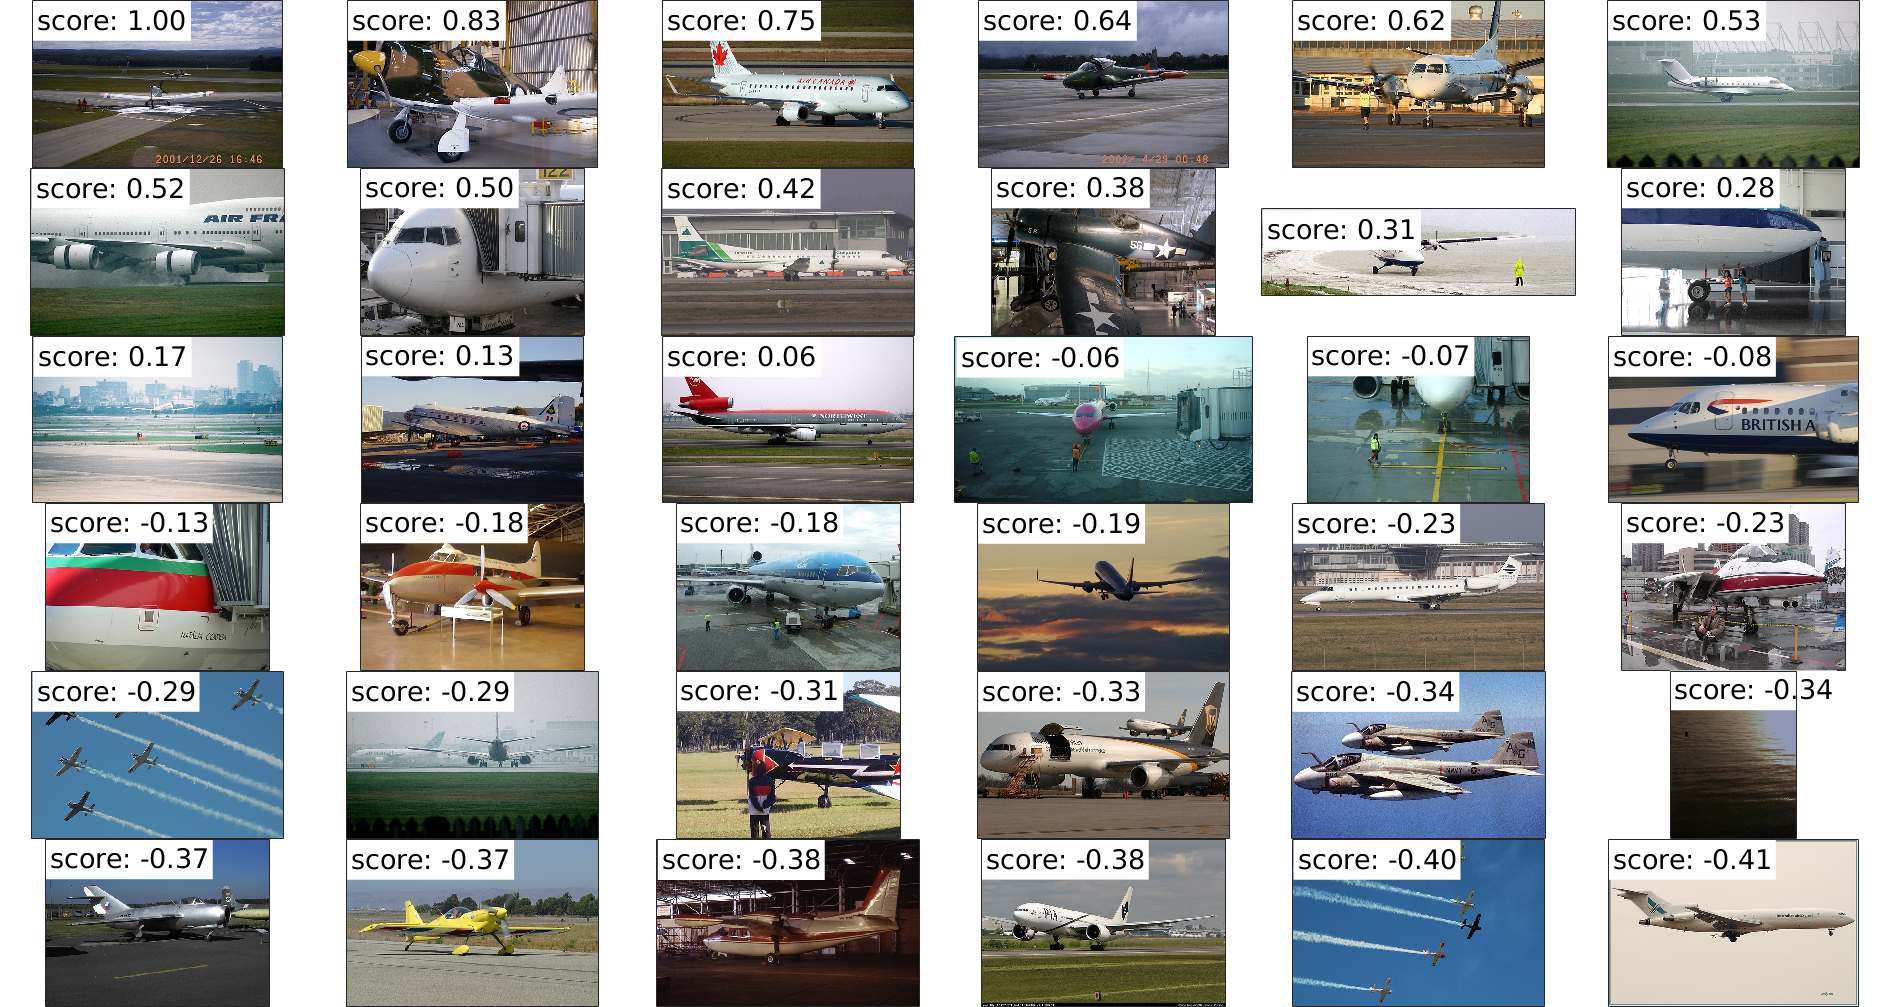 score: 1.00
score: 0.83
score: 0.75
score: 0.64
score: 0.62
score: 0.53
AIR CANADA
2001/12/26 16:46
2002/ 4/29 00:48
score: 0.52
score: 0.50
score: 0.42
score: 0.38
score: 0.31
score: 0.28
122
AIR FRA
56
score: 0.17
score: 0.13
score: 0.06
score: -0.06
score: -0.07
score: -0.08
NORTHWEST
BRITISH A
score: -0.13
score: -0.18
score: -0.18
score: -0.19
score: -0.23
score: -0.23
score: -0.29
score: -0.29
score: -0.31
score: -0.33
score: -0.34
score: -0.34
NAVY
score: -0.37
score: -0.37
score: -0.38
score: -0.38
score: -0.40
score: -0.41
PIA